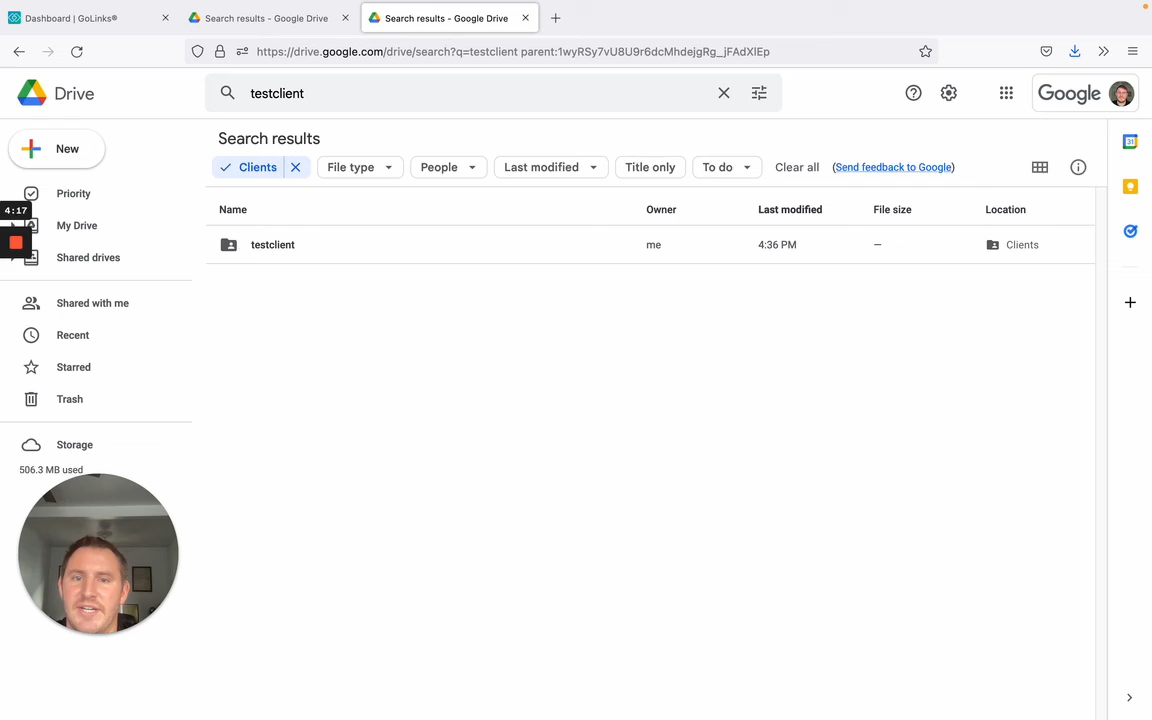 Dashboard | GoLinks®
Search results - Google Drive
Search results - Google Drive
https://drive.google.com/drive/search?q=testclient parent:1wyRSy7vU8U9r6dcMhdejgRg_jFAdXlEp
Drive
testclient
Google
New
Search results
Clients
File type
People
Last modified
Title only
To do
Clear all
(Send feedback to Google)
Priority
4:17
My Drive
Shared drives
Shared with me
Recent
Starred
Trash
Storage
506.3 MB used
Name
Owner
Last modified
File size
Location
testclient
me
4:36 PM
—
Clients
31